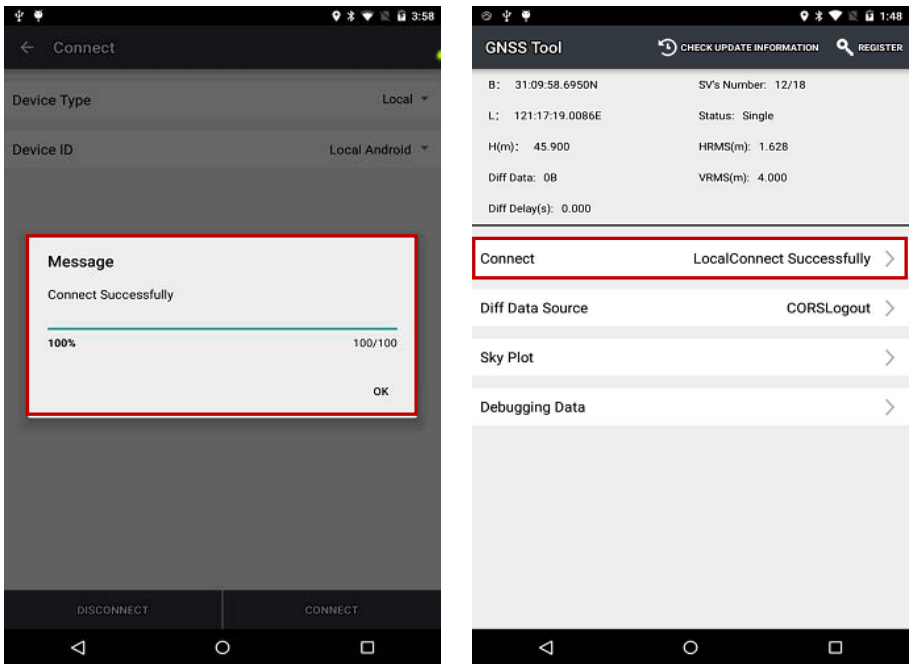 3:58
Connect
Device Type Local
Device ID Local Android
Message
Connect Successfully
100% 100/100
OK
DISCONNECT CONNECT
1:48
GNSS Tool CHECK UPDATE INFORMATION REGISTER
B: 31:09:58.6950N SV's Number: 12/18
L: 121:17:19.0086E Status: Single
H(m): 45.900 HRMS(m): 1.628
Diff Data: 0B VRMS(m): 4.000
Diff Delay(s): 0.000
Connect LocalConnect Successfully
Diff Data Source CORSLogout
Sky Plot
Debugging Data